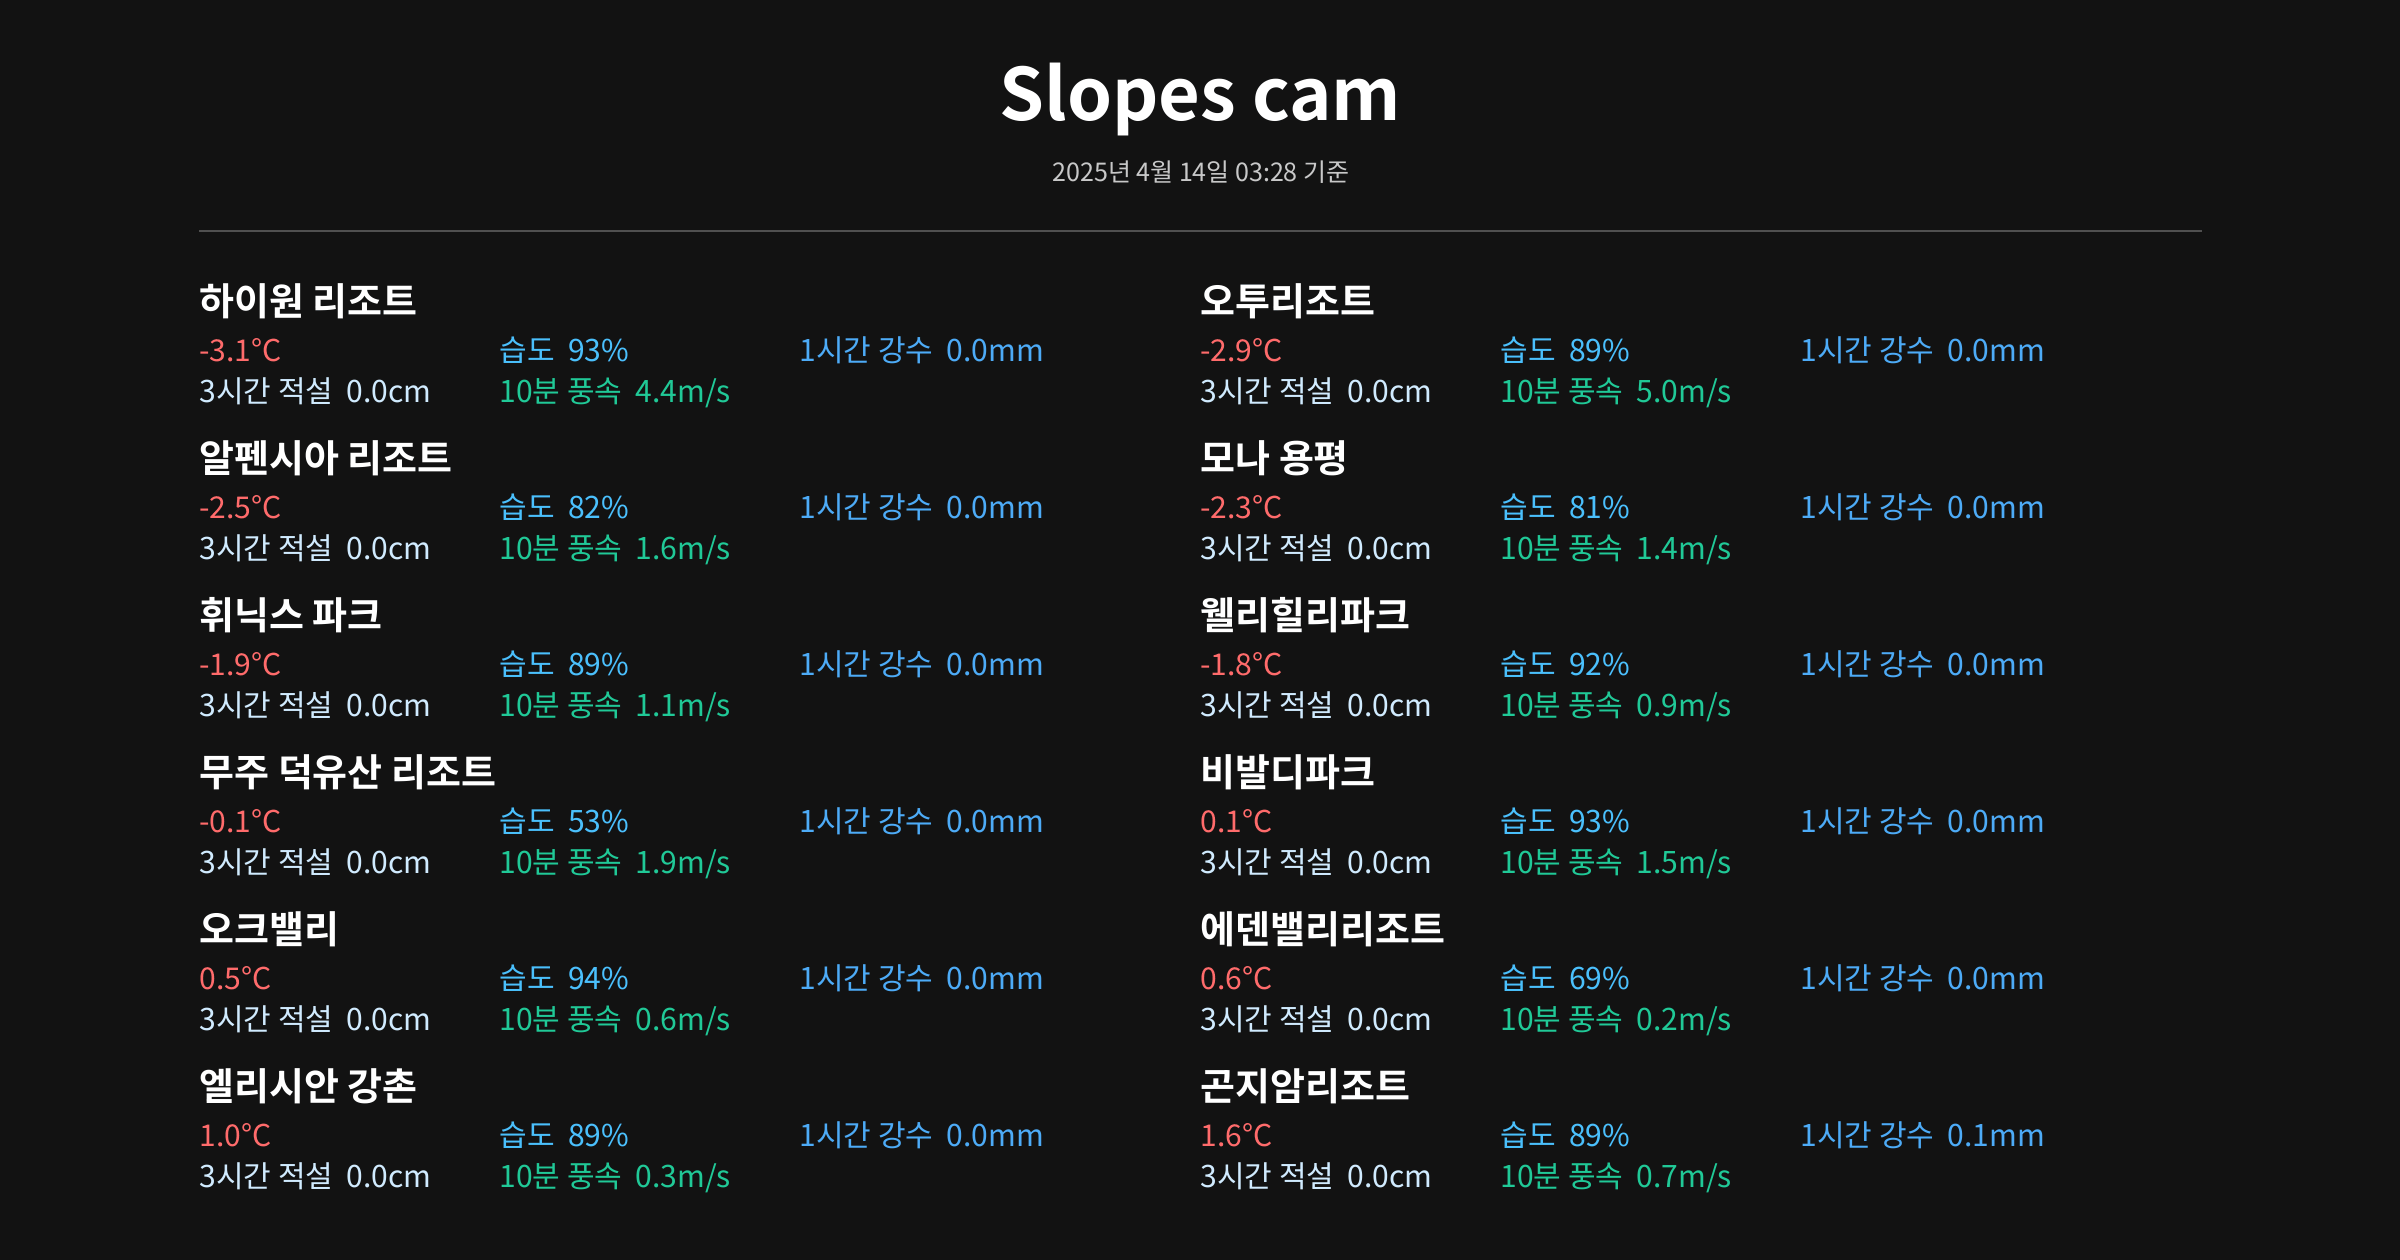 Slopes cam
2025년 4월 14일 03:28 기준
하이원 리조트
-3.1°C 습도 93% 1시간 강수 0.0mm
3시간 적설 0.0cm 10분 풍속 4.4m/s
오투리조트
-2.9°C 습도 89% 1시간 강수 0.0mm
3시간 적설 0.0cm 10분 풍속 5.0m/s
알펜시아 리조트
-2.5°C 습도 82% 1시간 강수 0.0mm
3시간 적설 0.0cm 10분 풍속 1.6m/s
모나 용평
-2.3°C 습도 81% 1시간 강수 0.0mm
3시간 적설 0.0cm 10분 풍속 1.4m/s
휘닉스 파크
-1.9°C 습도 89% 1시간 강수 0.0mm
3시간 적설 0.0cm 10분 풍속 1.1m/s
웰리힐리파크
-1.8°C 습도 92% 1시간 강수 0.0mm
3시간 적설 0.0cm 10분 풍속 0.9m/s
무주 덕유산 리조트
-0.1°C 습도 53% 1시간 강수 0.0mm
3시간 적설 0.0cm 10분 풍속 1.9m/s
비발디파크
0.1°C 습도 93% 1시간 강수 0.0mm
3시간 적설 0.0cm 10분 풍속 1.5m/s
오크밸리
0.5°C 습도 94% 1시간 강수 0.0mm
3시간 적설 0.0cm 10분 풍속 0.6m/s
에덴밸리리조트
0.6°C 습도 69% 1시간 강수 0.0mm
3시간 적설 0.0cm 10분 풍속 0.2m/s
엘리시안 강촌
1.0°C 습도 89% 1시간 강수 0.0mm
3시간 적설 0.0cm 10분 풍속 0.3m/s
곤지암리조트
1.6°C 습도 89% 1시간 강수 0.1mm
3시간 적설 0.0cm 10분 풍속 0.7m/s